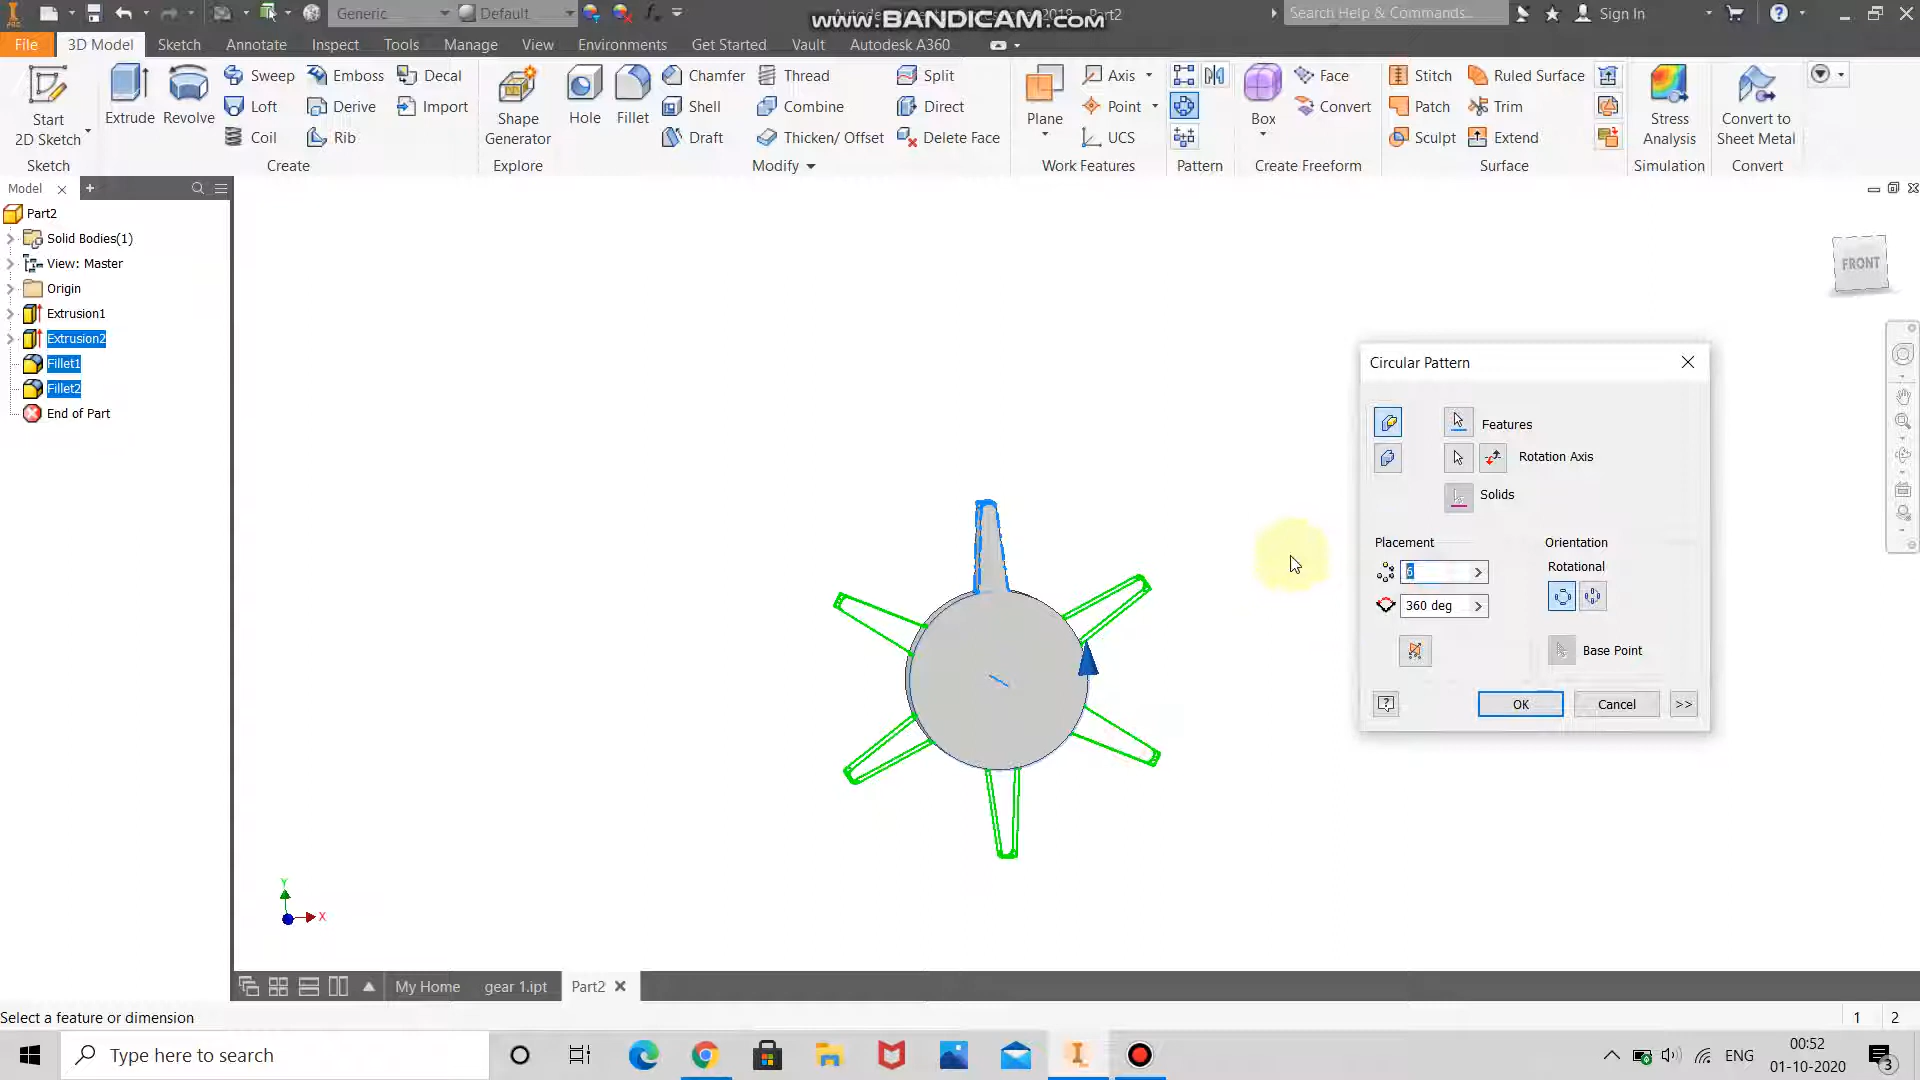 Generic
Default
Autodesk
2018
Part2
www.BANDICAM.com
Search Help & Commands...
Sign In
File
3D Model
Sketch
Annotate
Inspect
Tools
Manage
View
Environments
Get Started
Vault
Autodesk A360
Start
2D Sketch
Extrude
Revolve
Sweep
Loft
Coil
Emboss
Derive
Rib
Decal
Import
Shape
Generator
Hole
Fillet
Chamfer
Shell
Draft
Thread
Combine
Thicken/ Offset
Split
Direct
Delete Face
Plane
Axis
Point
UCS
Box
Face
Convert
Stitch
Patch
Sculpt
Ruled Surface
Trim
Extend
Stress
Analysis
Convert to
Sheet Metal
Sketch
Create
Explore
Modify
Work Features
Pattern
Create Freeform
Surface
Simulation
Convert
Model
Part2
Solid Bodies(1)
View: Master
Origin
Extrusion1
Extrusion2
Fillet1
Fillet2
End of Part
FRONT
Circular Pattern
Features
Rotation Axis
Solids
Placement
Orientation
Rotational
6
360 deg
Base Point
OK
Cancel
>>
Y
X
My Home
gear 1.ipt
Part2
Select a feature or dimension
1
2
Type here to search
ENG
00:52
01-10-2020
3